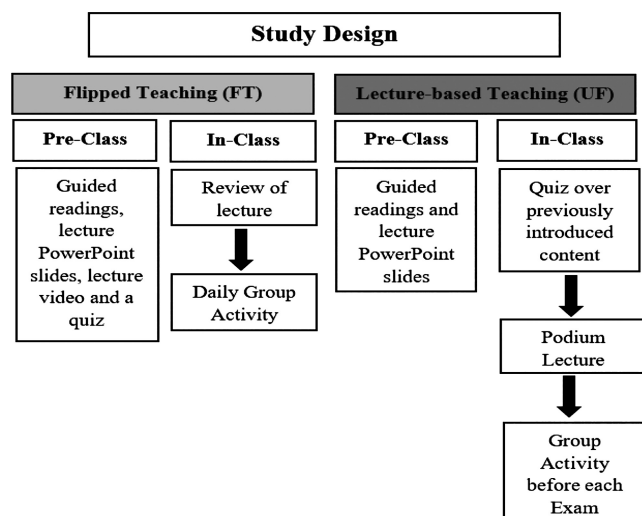 Study Design
Flipped Teaching (FT)
Pre-Class
Guided
readings,
lecture
PowerPoint
slides, lecture
video and a
quiz
In-Class
Review of
lecture
Daily Group
Activity
Lecture-based Teaching (UF)
Pre-Class
Guided
readings and
lecture
PowerPoint
slides
In-Class
Quiz over
previously
introduced
content
Podium
Lecture
Group
Activity
before each
Exam